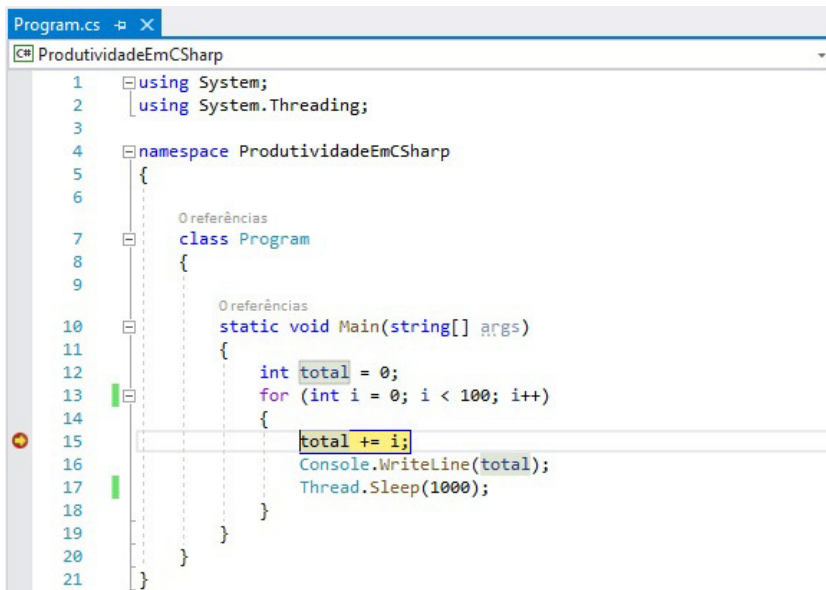 Program.cs
C# ProdutividadeEmCSharp
1 using System;
2 using System.Threading;
3
4 namespace ProdutividadeEmCSharp
5 {
6
0 referências
7 class Program
8 {
9
0 referências
10 static void Main(string[] args)
11 {
12 int total = 0;
13 for (int i = 0; i < 100; i++)
14 {
15 total += i;
16 Console.WriteLine(total);
17 Thread.Sleep(1000);
18 }
19 }
20 }
21 }